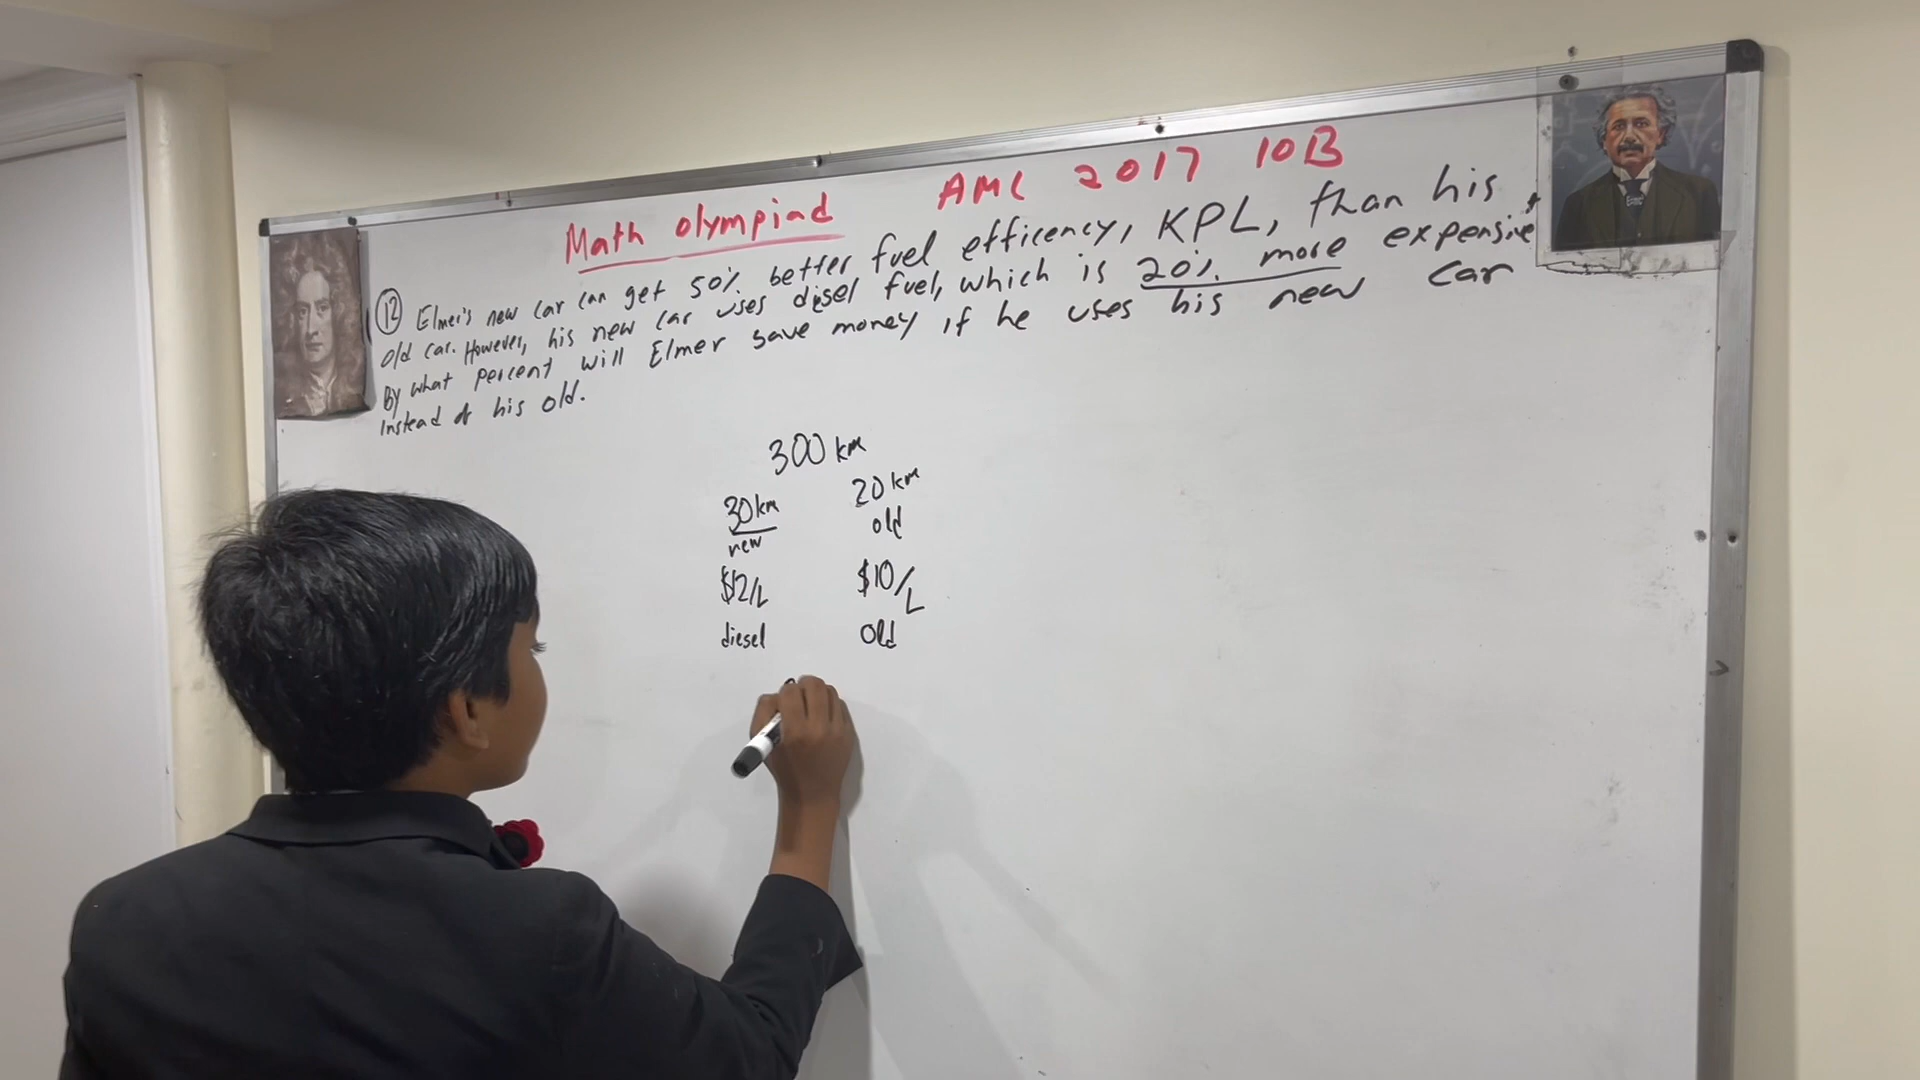 Math Olympiad AMC 2017 10B
(12) Elmer's new car can get 50% better fuel efficency, KPL, than his
old car. However, his new car uses diesel fuel, which is 20% more expensive
By what percent will Elmer save money if he uses his new car
instead of his old.
300 km
30 km 20 km
new old
$12/L $10/L
diesel Old